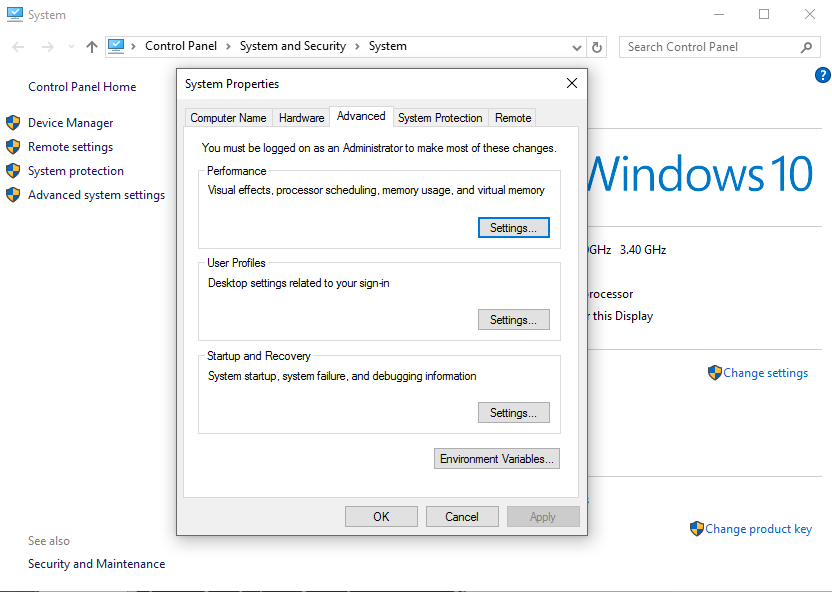 System
Control Panel > System and Security > System
Search Control Panel
?
Control Panel Home
Device Manager
Remote settings
System protection
Advanced system settings
See also
Security and Maintenance
System Properties
Computer Name Hardware Advanced System Protection Remote
You must be logged on as an Administrator to make most of these changes.
Performance
Visual effects, processor scheduling, memory usage, and virtual memory
Settings...
User Profiles
Desktop settings related to your sign-in
Settings...
Startup and Recovery
System startup, system failure, and debugging information
Settings...
Environment Variables...
OK Cancel Apply
Windows 10
GHz 3.40 GHz
rocessor
this Display
Change settings
Change product key